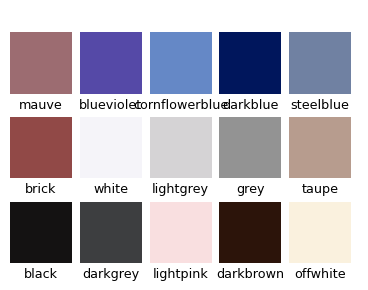 mauve blueviolet cornflowerblue darkblue steelblue
brick white lightgrey grey taupe
black darkgrey lightpink darkbrown offwhite